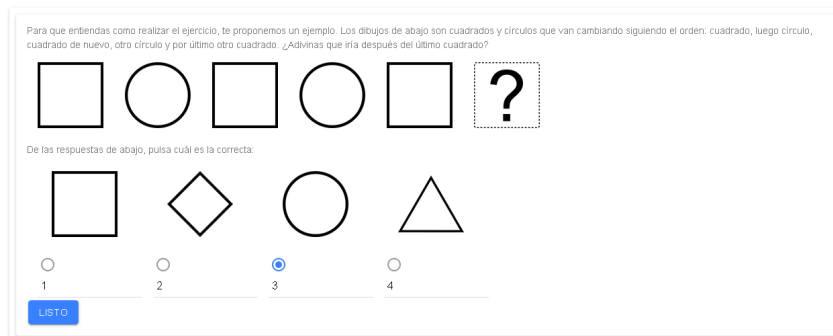 Para que entiendas como realizar el ejercicio, te proponemos un ejemplo. Los dibujos de abajo son cuadrados y círculos que van cambiando siguiendo el orden: cuadrado, luego círculo,
cuadrado de nuevo, otro círculo y por último otro cuadrado. ¿Adivinas que iría después del último cuadrado?
?
De las respuestas de abajo, pulsa cuál es la correcta:
1 2 3 4
LISTO